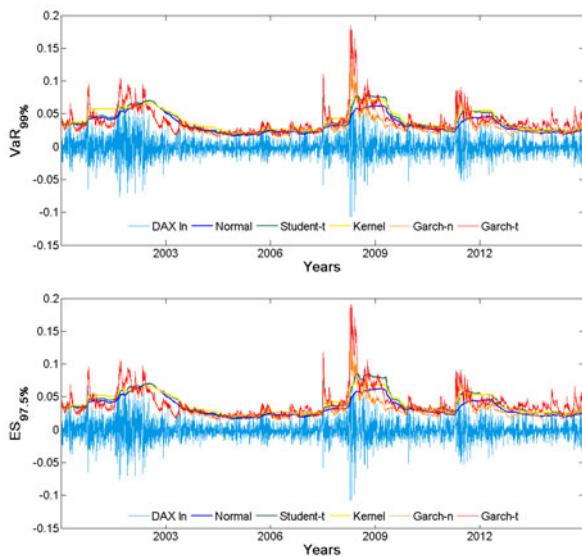 0.2
0.15
0.1
0.05
0
-0.05
-0.1
-0.15
VaR99%
DAX ln Normal Student-t Kernel Garch-n Garch-t
2003 2006 2009 2012
Years
0.2
0.15
0.1
0.05
0
-0.05
-0.1
-0.15
ES97.5%
DAX ln Normal Student-t Kernel Garch-n Garch-t
2003 2006 2009 2012
Years